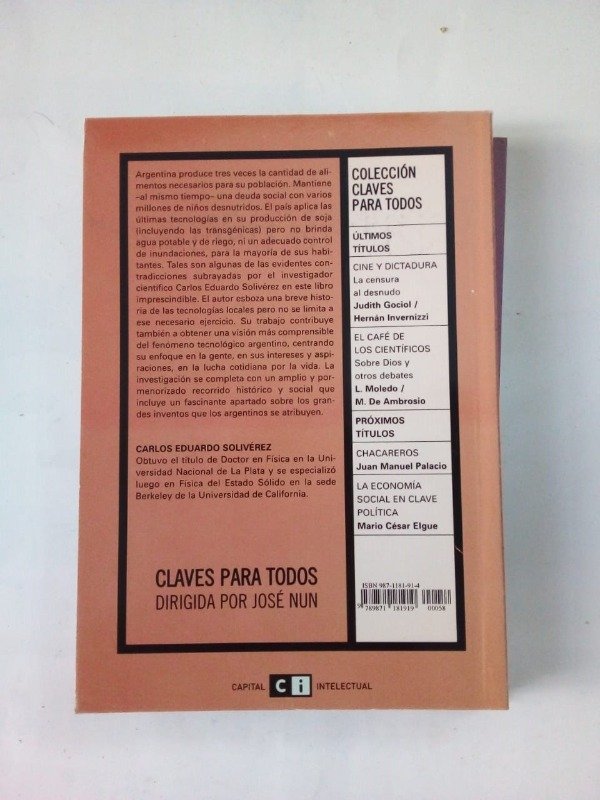 Argentina produce tres veces la cantidad de ali-
mentos necesarios para su población. Mantiene
–al mismo tiempo– una deuda social con varios
millones de niños desnutridos. El país aplica las
últimas tecnologías en su producción de soja
(incluyendo las transgénicas) pero no brinda
agua potable y de riego, ni un adecuado control
de inundaciones, para la mayoría de sus habi-
tantes. Tales son algunas de las evidentes con-
tradicciones subrayadas por el investigador
científico Carlos Eduardo Solivérez en este libro
imprescindible. El autor esboza una breve histo-
ria de las tecnologías locales pero no se limita a
ese necesario ejercicio. Su trabajo contribuye
también a obtener una visión más comprensible
del fenómeno tecnológico argentino, centrando
su enfoque en la gente, en sus intereses y aspi-
raciones, en la lucha cotidiana por la vida. La
investigación se completa con un amplio y por-
menorizado recorrido histórico y social que
incluye un fascinante apartado sobre los gran-
des inventos que los argentinos se atribuyen.
CARLOS EDUARDO SOLIVÉREZ
Obtuvo el título de Doctor en Física en la Uni-
versidad Nacional de La Plata y se especializó
luego en Física del Estado Sólido en la sede
Berkeley de la Universidad de California.
CLAVES PARA TODOS
DIRIGIDA POR JOSÉ NUN
COLECCIÓN
CLAVES
PARA TODOS
ÚLTIMOS
TÍTULOS
CINE Y DICTADURA
La censura
al desnudo
Judith Gociol /
Hernán Invernizzi
EL CAFÉ DE
LOS CIENTÍFICOS
Sobre Dios y
otros debates
L. Moledo /
M. De Ambrosio
PRÓXIMOS
TÍTULOS
CHACAREROS
Juan Manuel Palacio
LA ECONOMÍA
SOCIAL EN CLAVE
POLÍTICA
Mario César Elgue
ISBN 987-1181-91-4
9 789871 181919 00058
CAPITAL Ci INTELECTUAL